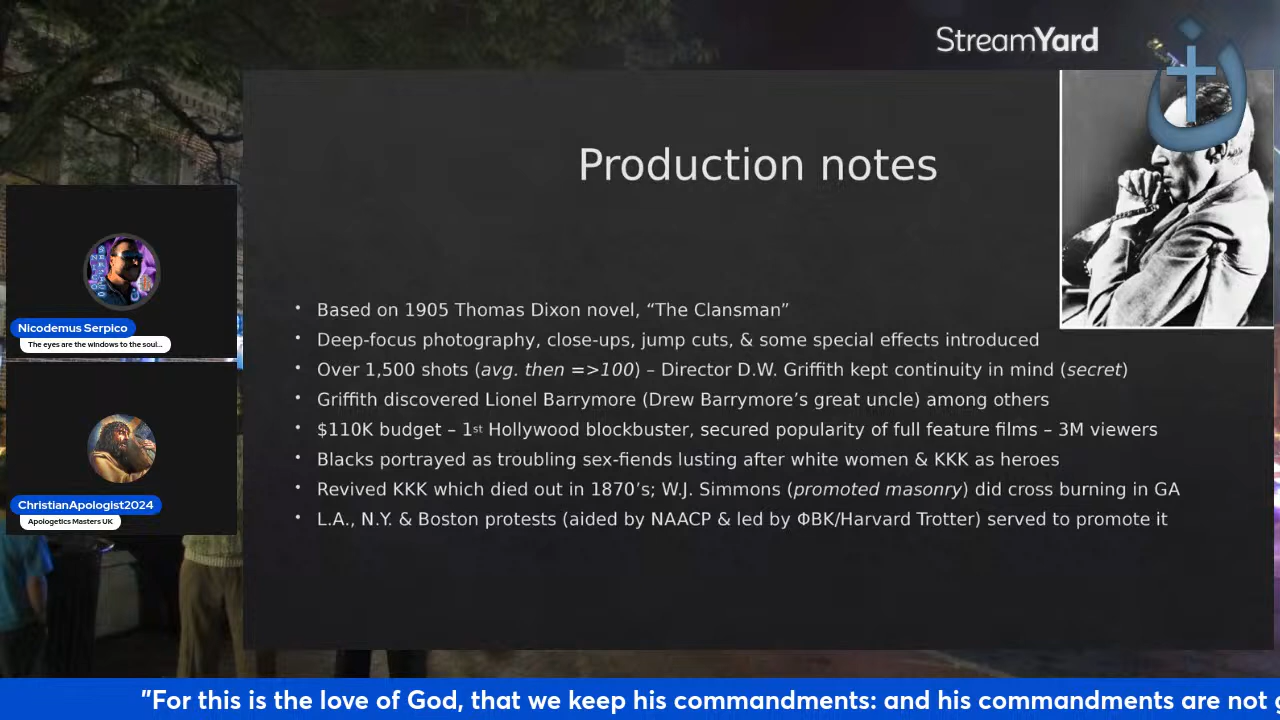 StreamYard
ن
Production notes
• Based on 1905 Thomas Dixon novel, “The Clansman”
• Deep-focus photography, close-ups, jump cuts, & some special effects introduced
• Over 1,500 shots (avg. then =>100) – Director D.W. Griffith kept continuity in mind (secret)
• Griffith discovered Lionel Barrymore (Drew Barrymore’s great uncle) among others
• $110K budget – 1st Hollywood blockbuster, secured popularity of full feature films – 3M viewers
• Blacks portrayed as troubling sex-fiends lusting after white women & KKK as heroes
• Revived KKK which died out in 1870’s; W.J. Simmons (promoted masonry) did cross burning in GA
• L.A., N.Y. & Boston protests (aided by NAACP & led by ΦBK/Harvard Trotter) served to promote it
Nicodemus Serpico
The eyes are the windows to the soul...
ChristianApologist2024
Apologetics Masters UK
"For this is the love of God, that we keep his commandments: and his commandments are not